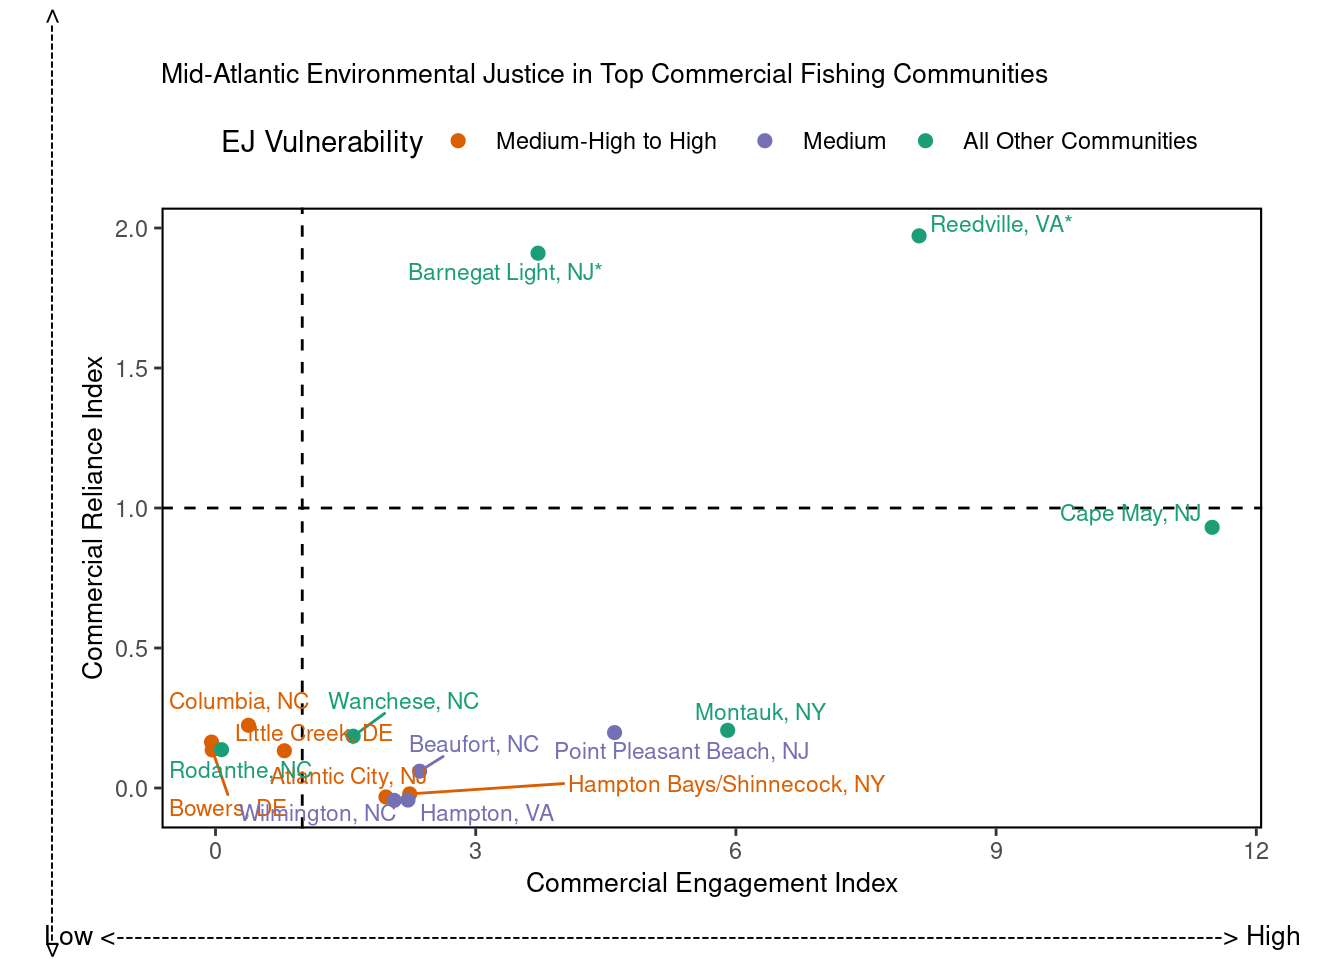 Mid-Atlantic Environmental Justice in Top Commercial Fishing Communities
EJ Vulnerability Medium-High to High Medium All Other Communities
2.0
1.5
1.0
0.5
0.0
Commercial Reliance Index
Reedville, VA*
Barnegat Light, NJ*
Cape May, NJ
Columbia, NC
Wanchese, NC
Montauk, NY
Little Creek, DE
Beaufort, NC
Point Pleasant Beach, NJ
Rodanthe, NC
Atlantic City, NJ
Hampton Bays/Shinnecock, NY
Bowers, DE
Wilmington, NC
Hampton, VA
0 3 6 9 12
Commercial Engagement Index
Low High